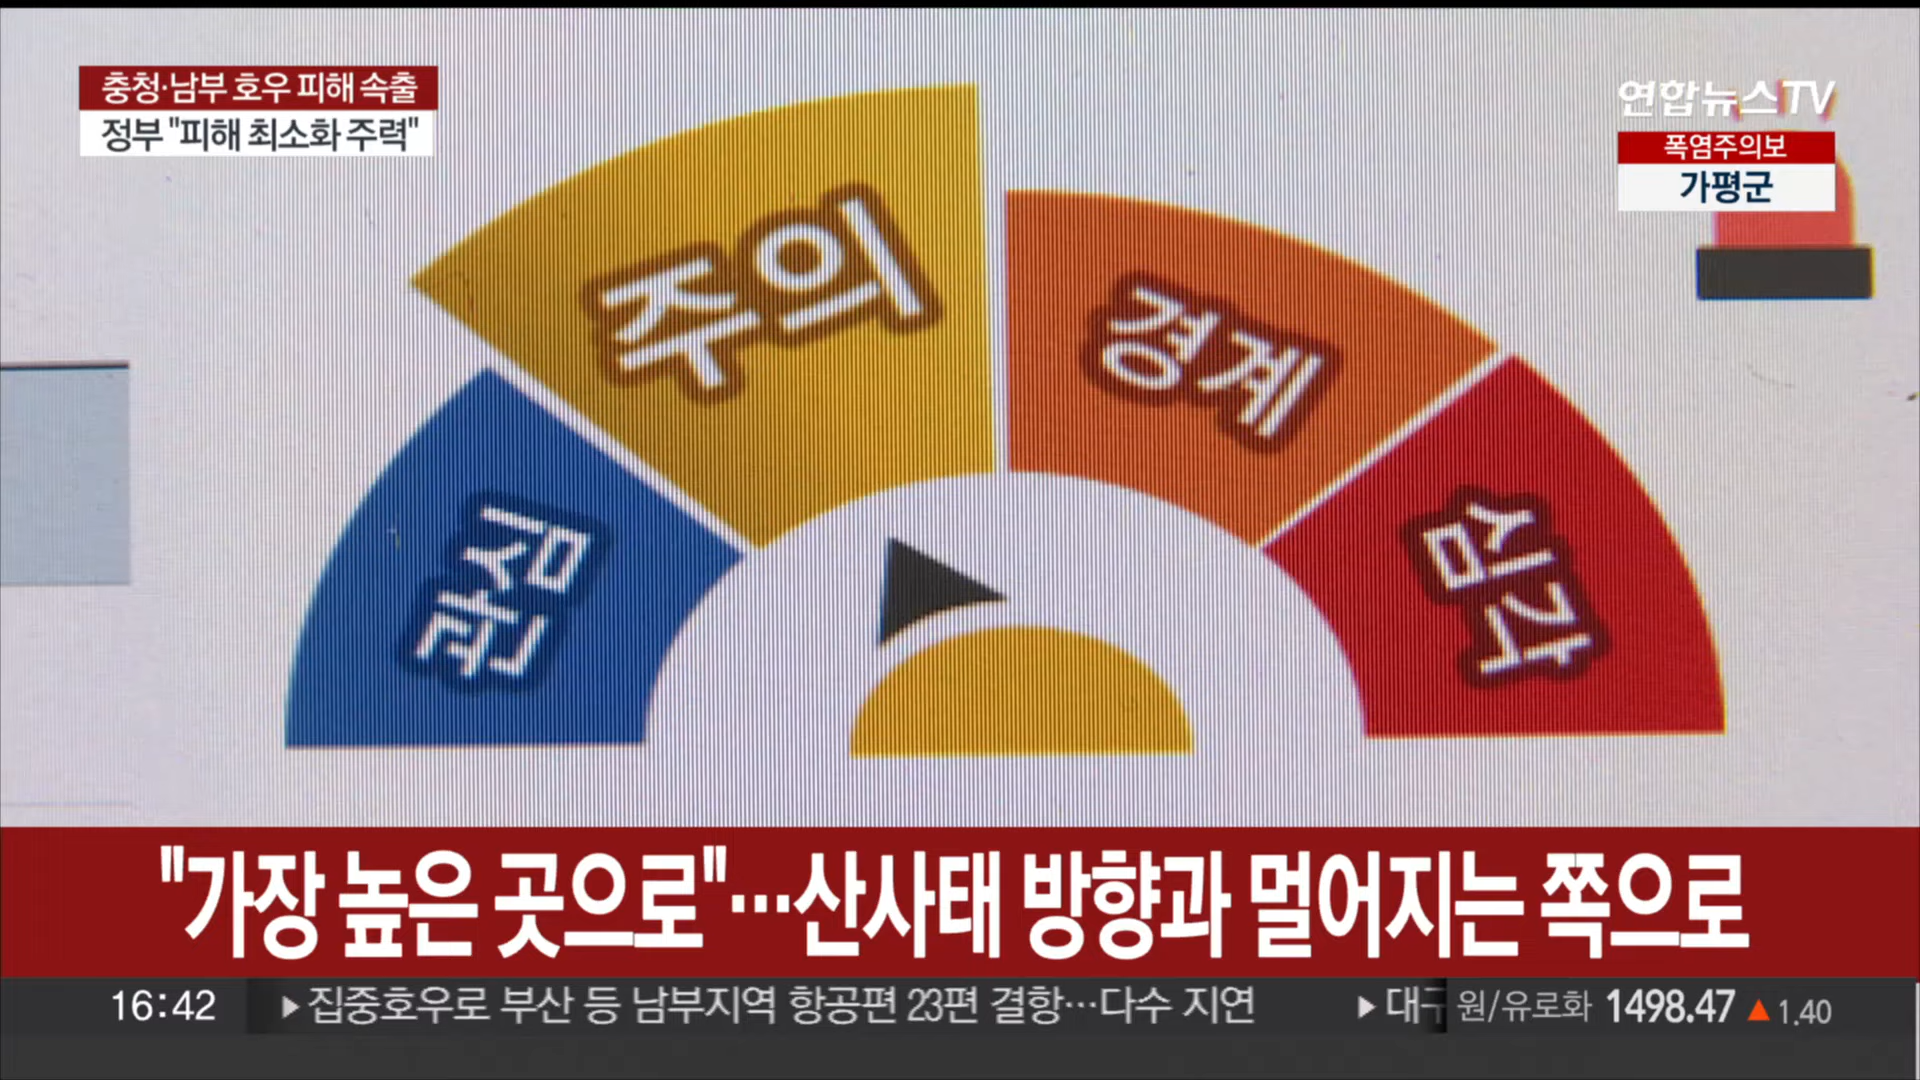 충청·남부 호우 피해 속출
정부 "피해 최소화 주력"
연합뉴스TV
폭염주의보
가평군
주의
경계
관심
심각
"가장 높은 곳으로"…산사태 방향과 멀어지는 쪽으로
16:42 ▶집중호우로 부산 등 남부지역 항공편 23편 결항…다수 지연 ▶대구 원/유로화 1498.47 ▲1.40